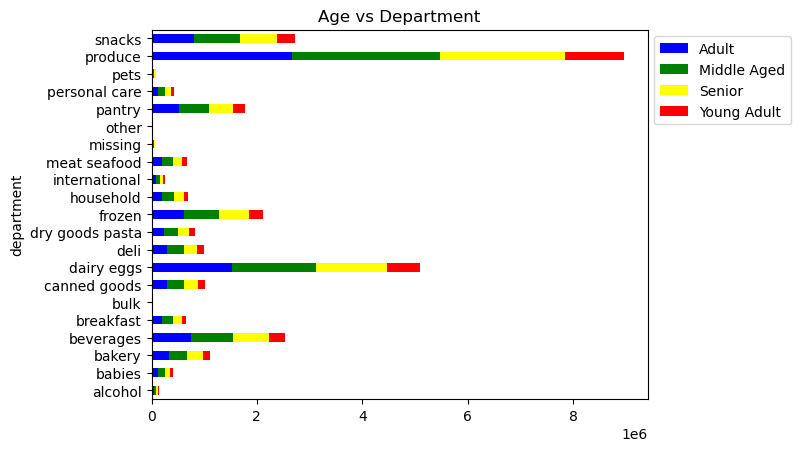 Age vs Department
snacks
produce
pets
personal care
pantry
other
missing
meat seafood
international
household
frozen
dry goods pasta
deli
dairy eggs
canned goods
bulk
breakfast
beverages
bakery
babies
alcohol
department
0 2 4 6 8
1e6
Adult
Middle Aged
Senior
Young Adult